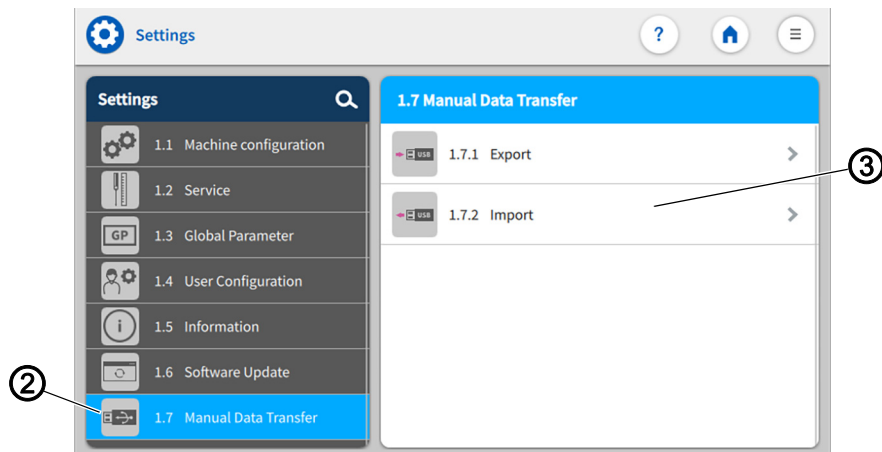 Settings
?
Settings
1.7 Manual Data Transfer
1.1 Machine configuration
1.2 Service
GP 1.3 Global Parameter
1.4 User Configuration
i 1.5 Information
1.6 Software Update
1.7 Manual Data Transfer
USB 1.7.1 Export
USB 1.7.2 Import
2
3